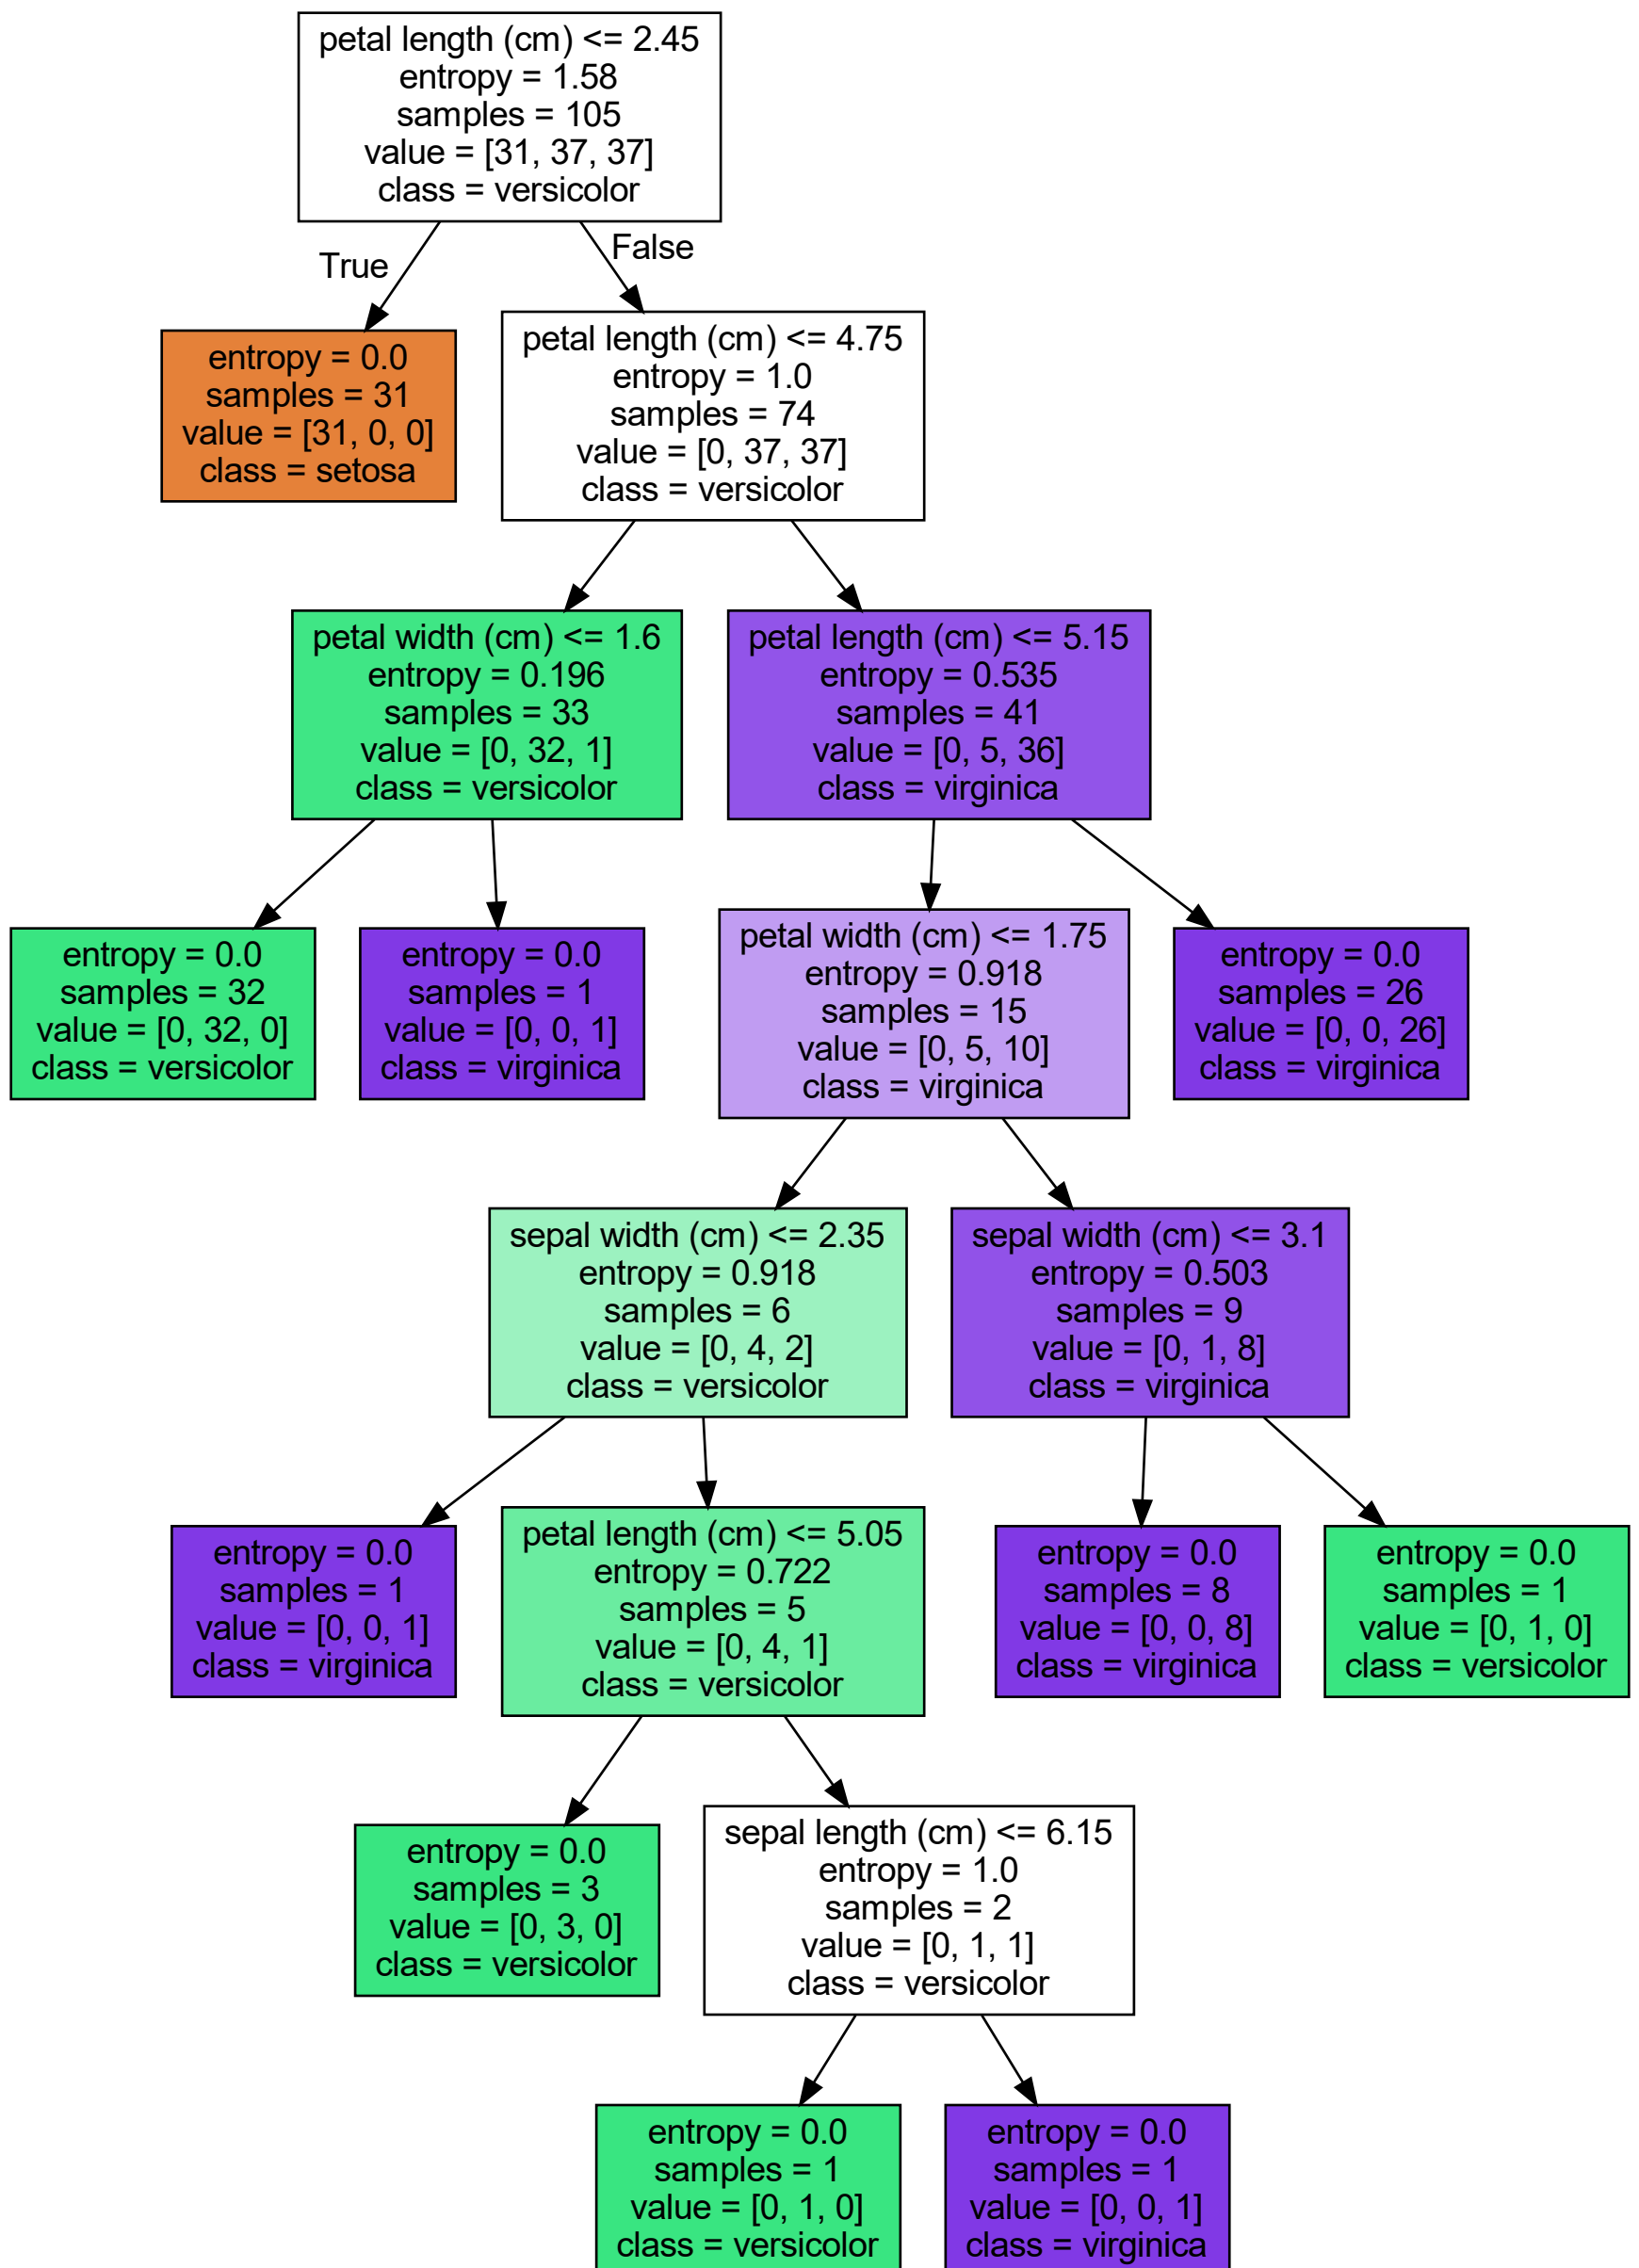 petal length (cm) <= 2.45
entropy = 1.58
samples = 105
value = [31, 37, 37]
class = versicolor
True
False
entropy = 0.0
samples = 31
value = [31, 0, 0]
class = setosa
petal length (cm) <= 4.75
entropy = 1.0
samples = 74
value = [0, 37, 37]
class = versicolor
petal width (cm) <= 1.6
entropy = 0.196
samples = 33
value = [0, 32, 1]
class = versicolor
petal length (cm) <= 5.15
entropy = 0.535
samples = 41
value = [0, 5, 36]
class = virginica
entropy = 0.0
samples = 32
value = [0, 32, 0]
class = versicolor
entropy = 0.0
samples = 1
value = [0, 0, 1]
class = virginica
petal width (cm) <= 1.75
entropy = 0.918
samples = 15
value = [0, 5, 10]
class = virginica
entropy = 0.0
samples = 26
value = [0, 0, 26]
class = virginica
sepal width (cm) <= 2.35
entropy = 0.918
samples = 6
value = [0, 4, 2]
class = versicolor
sepal width (cm) <= 3.1
entropy = 0.503
samples = 9
value = [0, 1, 8]
class = virginica
entropy = 0.0
samples = 1
value = [0, 0, 1]
class = virginica
petal length (cm) <= 5.05
entropy = 0.722
samples = 5
value = [0, 4, 1]
class = versicolor
entropy = 0.0
samples = 8
value = [0, 0, 8]
class = virginica
entropy = 0.0
samples = 1
value = [0, 1, 0]
class = versicolor
entropy = 0.0
samples = 3
value = [0, 3, 0]
class = versicolor
sepal length (cm) <= 6.15
entropy = 1.0
samples = 2
value = [0, 1, 1]
class = versicolor
entropy = 0.0
samples = 1
value = [0, 1, 0]
class = versicolor
entropy = 0.0
samples = 1
value = [0, 0, 1]
class = virginica